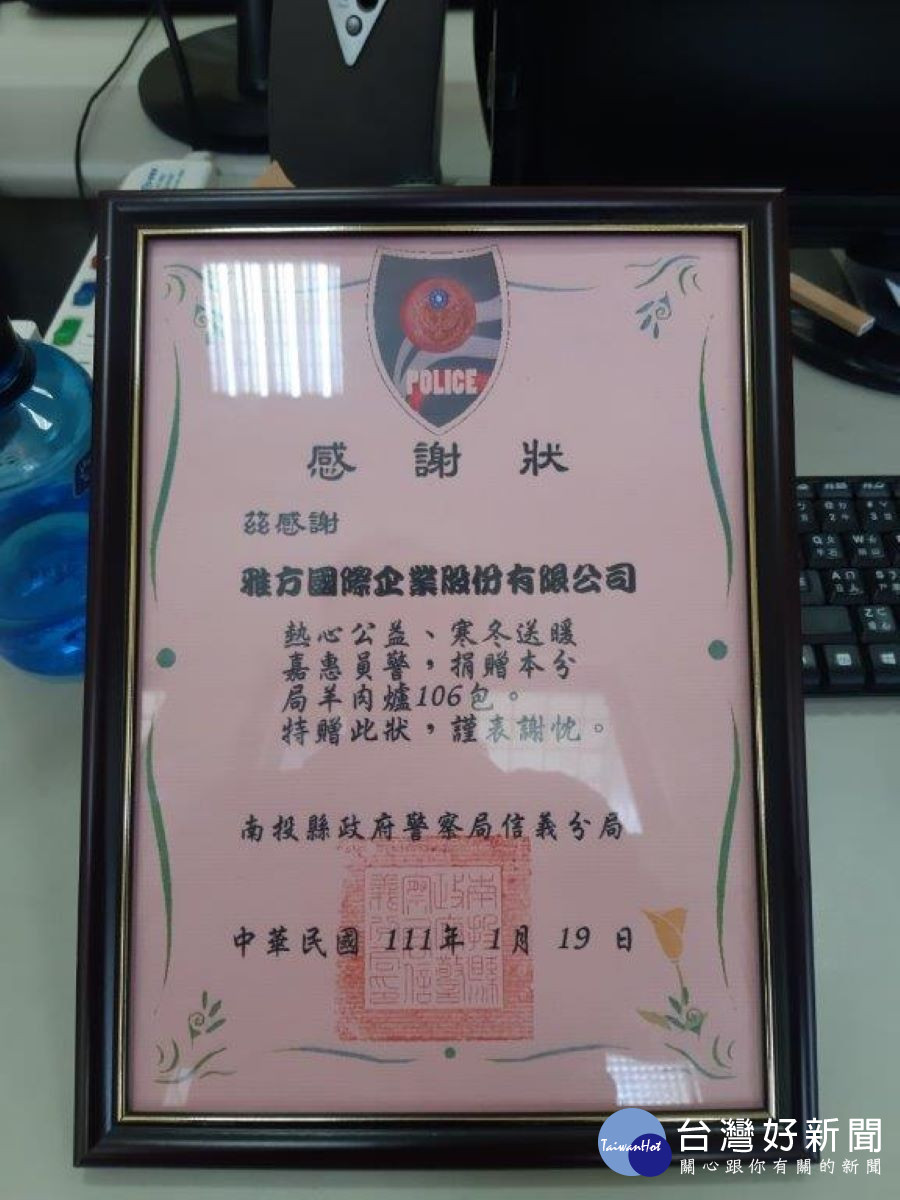 POLICE
感謝狀
茲感謝
雅方國際企業股份有限公司
熱心公益、寒冬送暖
嘉惠員警，捐贈本分
局羊肉爐106包。
特贈此狀，謹表謝忱。
南投縣政府警察局信義分局
中華民國 111年 1月 19 日
TaiwanHot
台灣好新聞
關心跟你有關的新聞